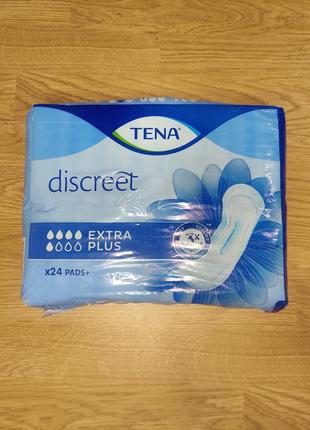 TENA®
discreet
EXTRA
PLUS
x24 PADS+